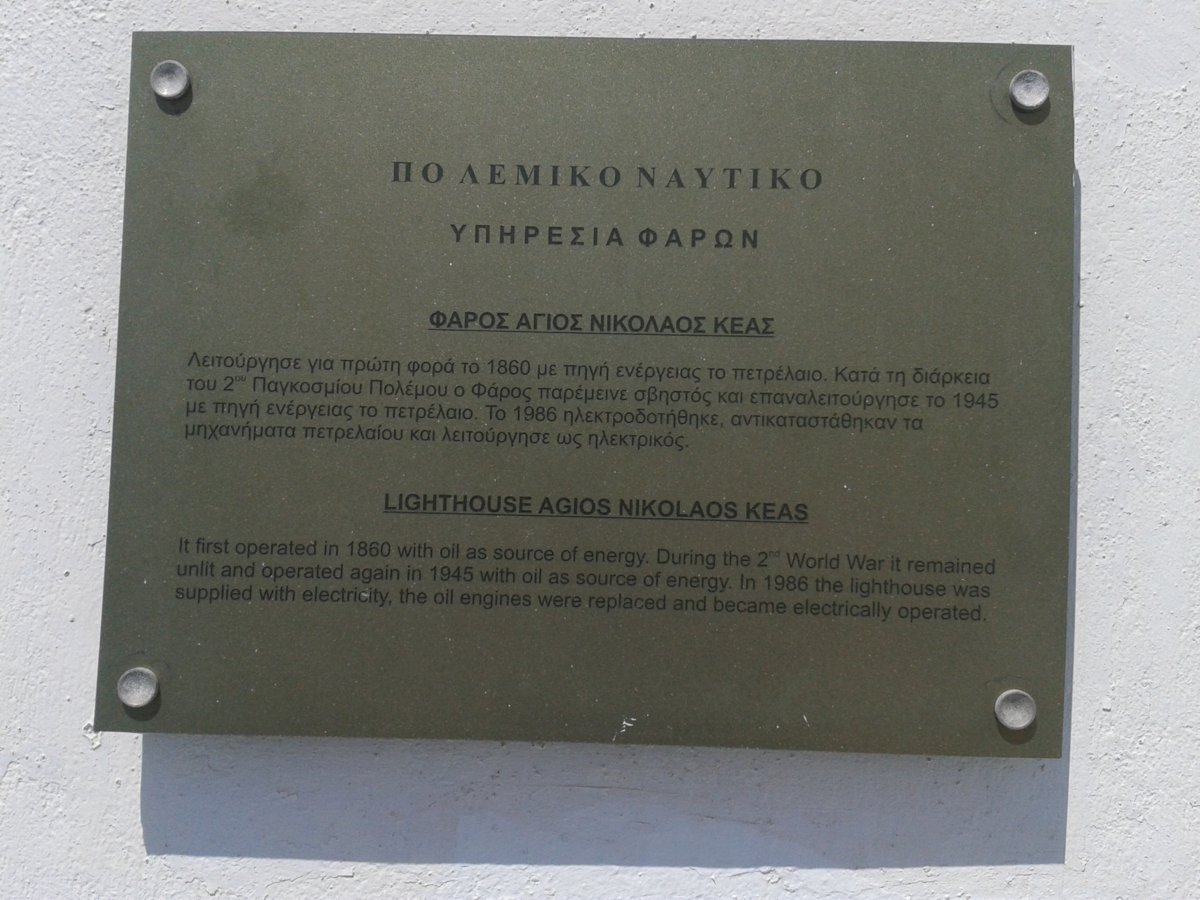 ΠΟΛΕΜΙΚΟ ΝΑΥΤΙΚΟ
ΥΠΗΡΕΣΙΑ ΦΑΡΩΝ
ΦΑΡΟΣ ΑΓΙΟΣ ΝΙΚΟΛΑΟΣ ΚΕΑΣ
Λειτούργησε για πρώτη φορά το 1860 με πηγή ενέργειας το πετρέλαιο. Κατά τη διάρκεια
του 2ου Παγκοσμίου Πολέμου ο Φάρος παρέμεινε σβηστός και επαναλειτούργησε το 1945
με πηγή ενέργειας το πετρέλαιο. Το 1986 ηλεκτροδοτήθηκε, αντικαταστάθηκαν τα
μηχανήματα πετρελαίου και λειτούργησε ως ηλεκτρικός.
LIGHTHOUSE AGIOS NIKOLAOS KEAS
It first operated in 1860 with oil as source of energy. During the 2nd World War it remained
unlit and operated again in 1945 with oil as source of energy. In 1986 the lighthouse was
supplied with electricity, the oil engines were replaced and became electrically operated.